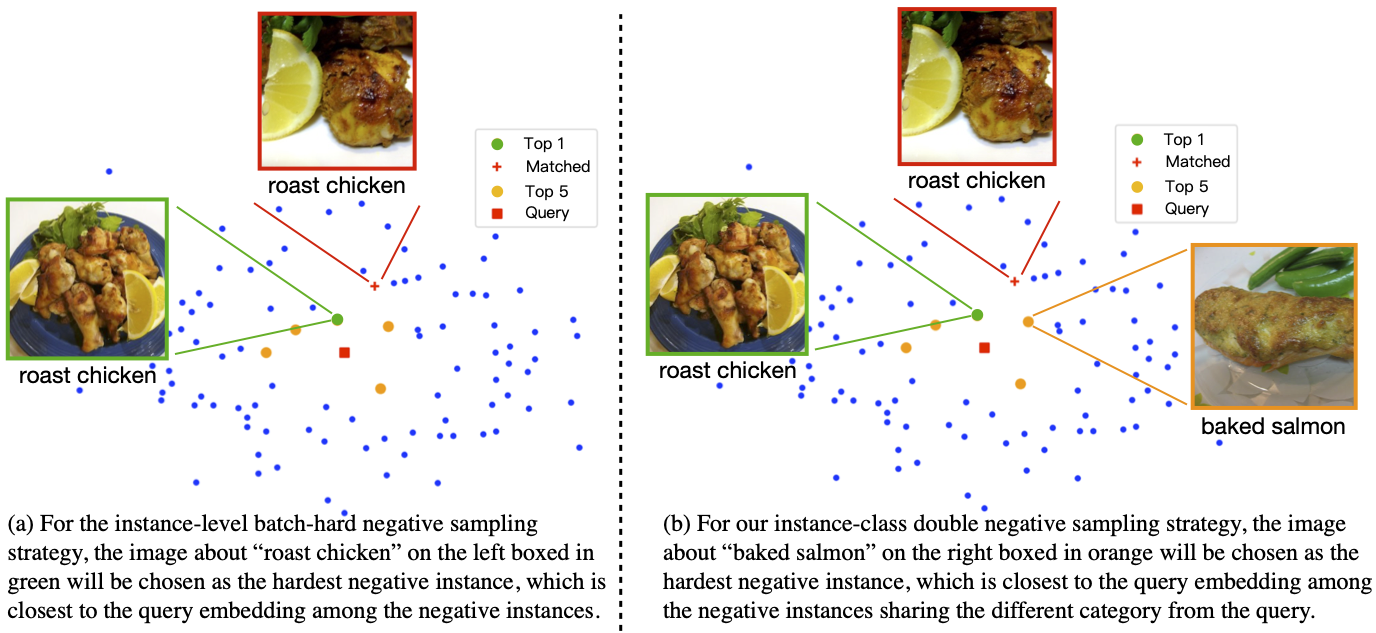 roast chicken
Top 1
Matched
Top 5
Query
roast chicken
(a) For the instance-level batch-hard negative sampling
strategy, the image about “roast chicken” on the left boxed in
green will be chosen as the hardest negative instance, which is
closest to the query embedding among the negative instances.
roast chicken
Top 1
Matched
Top 5
Query
roast chicken
baked salmon
(b) For our instance-class double negative sampling strategy, the image
about “baked salmon” on the right boxed in orange will be chosen as the
hardest negative instance, which is closest to the query embedding among
the negative instances sharing the different category from the query.